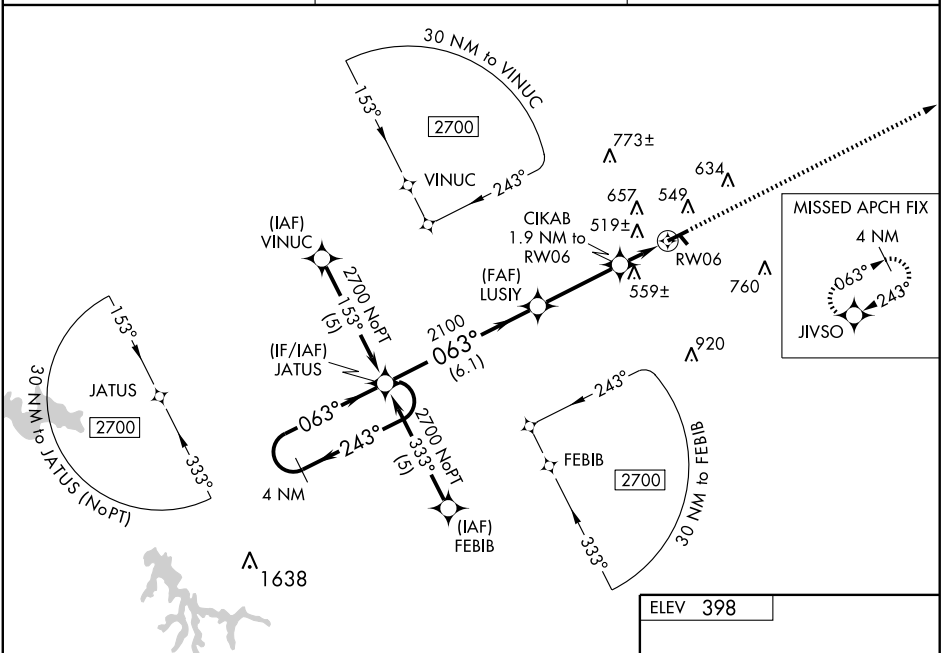 30 NM to VINUC
153°
2700
243°
VINUC
773±
634
657
549
519±
CIKAB
1.9 NM to
RW06
RW06
559±
760
920
MISSED APCH FIX
4 NM
063°
243°
JIVSO
(IAF)
VINUC
2700 NoPT
153°
(5)
(FAF)
LUSIY
2100
063°
(6.1)
(IF/IAF)
JATUS
063°
243°
4 NM
2700 NoPT
333°
(5)
(IAF)
FEBIB
153°
JATUS
2700
333°
30 NM to JATUS (NoPT)
243°
FEBIB
2700
333°
30 NM to FEBIB
1638
ELEV 398